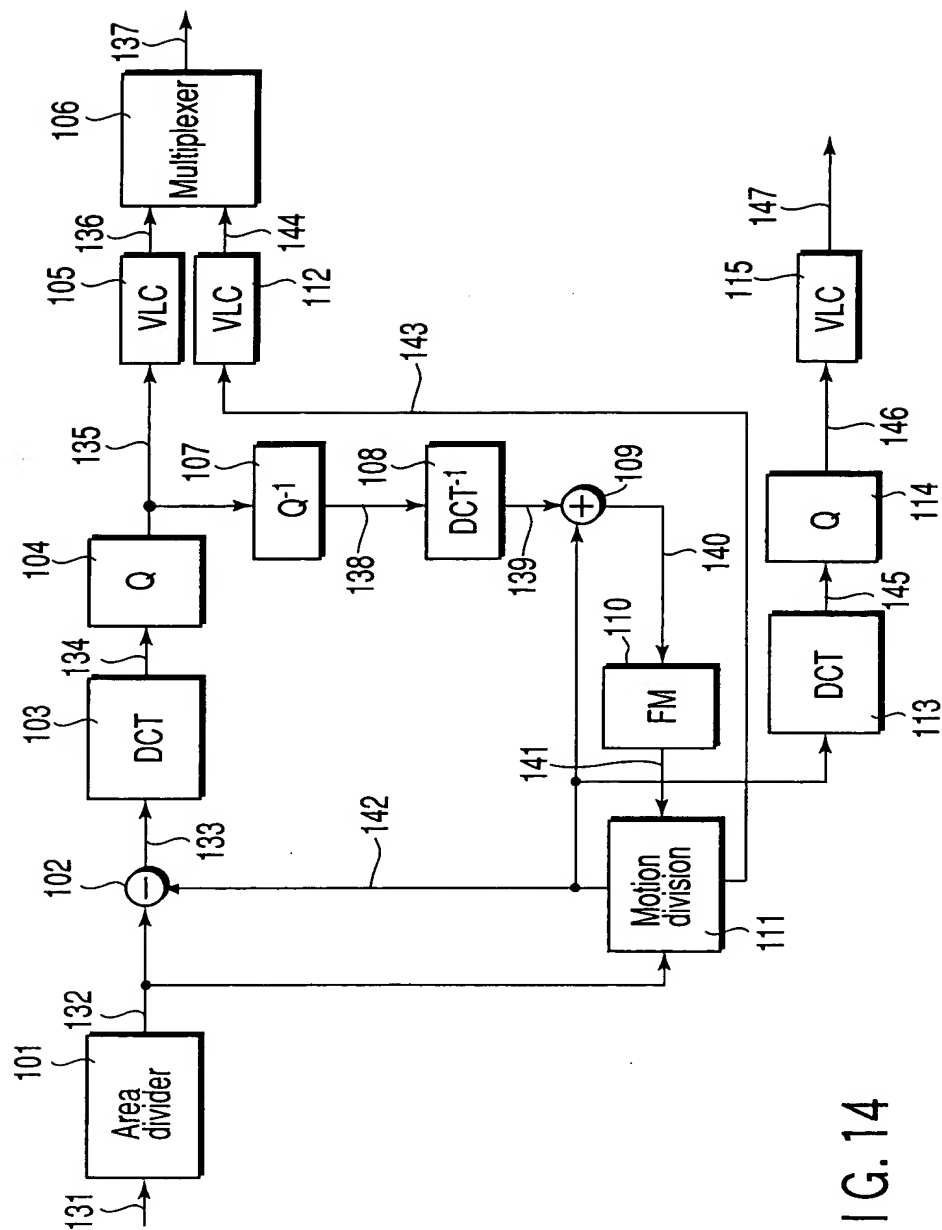 131
101
Area
divider
132
102
−
133
103
DCT
134
104
Q
135
105
VLC
136
106
Multiplexer
137
VLC
112
144
143
107
Q-1
138
108
DCT-1
139
+
109
140
110
FM
141
142
Motion
division
111
DCT
113
145
Q
114
146
115
VLC
147
IG. 14